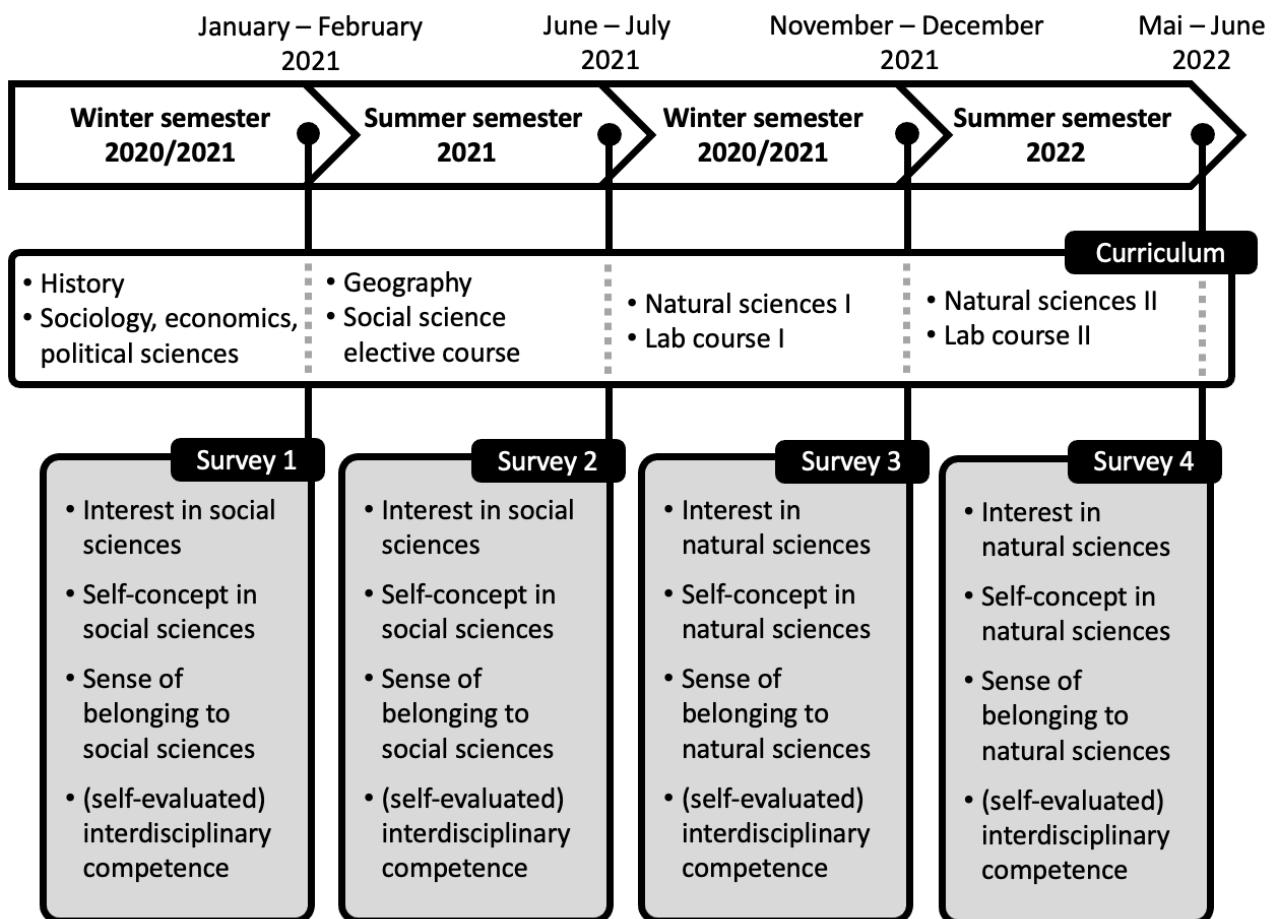 January – February
2021
June – July
2021
November – December
2021
Mai – June
2022
Winter semester
2020/2021
Summer semester
2021
Winter semester
2020/2021
Summer semester
2022
Curriculum
• History
• Sociology, economics,
political sciences
• Geography
• Social science
elective course
• Natural sciences I
• Lab course I
• Natural sciences II
• Lab course II
Survey 1
• Interest in social
sciences
• Self-concept in
social sciences
• Sense of
belonging to
social sciences
• (self-evaluated)
interdisciplinary
competence
Survey 2
• Interest in social
sciences
• Self-concept in
social sciences
• Sense of
belonging to
social sciences
• (self-evaluated)
interdisciplinary
competence
Survey 3
• Interest in
natural sciences
• Self-concept in
natural sciences
• Sense of
belonging to
natural sciences
• (self-evaluated)
interdisciplinary
competence
Survey 4
• Interest in
natural sciences
• Self-concept in
natural sciences
• Sense of
belonging to
natural sciences
• (self-evaluated)
interdisciplinary
competence